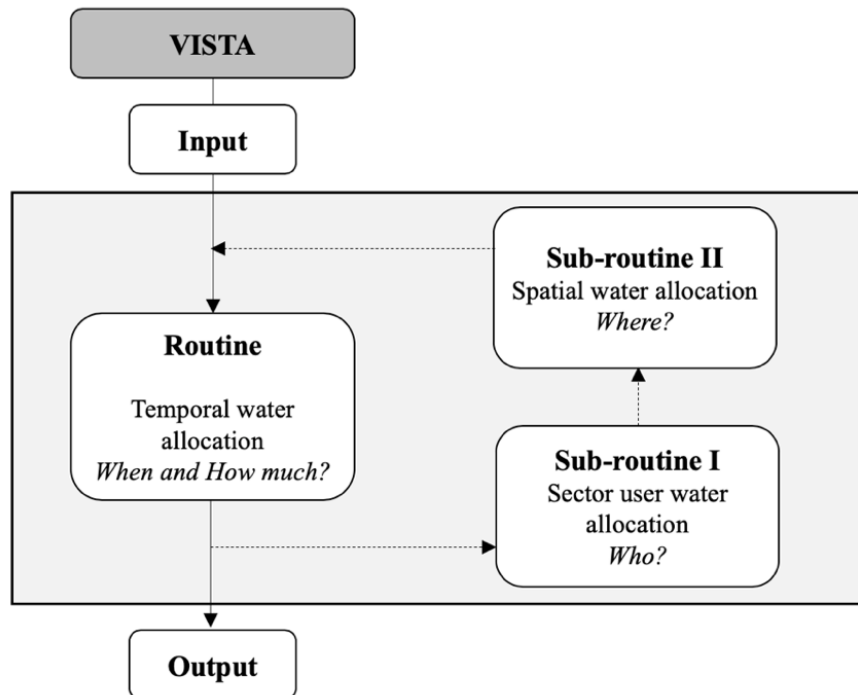 VISTA
Input
Sub-routine II
Spatial water allocation
Where?
Routine
Temporal water
allocation
When and How much?
Sub-routine I
Sector user water
allocation
Who?
Output